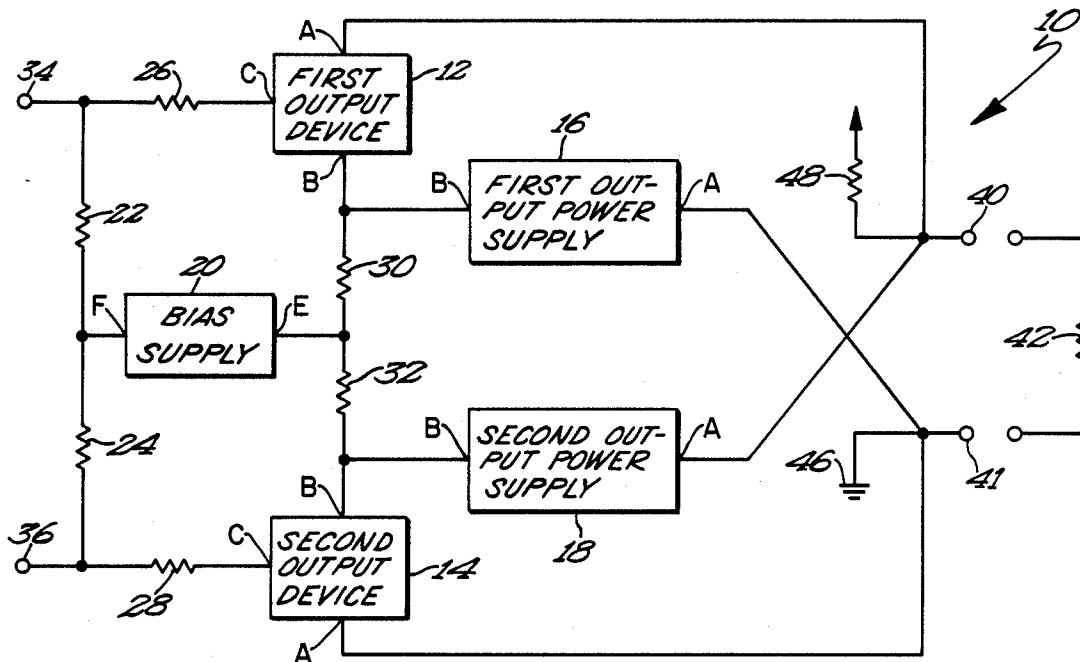 10
A
34
26
C
FIRST
OUTPUT
DEVICE
12
B
16
B
FIRST OUT-
PUT POWER
SUPPLY
A
48
40
22
30
20
F
BIAS
SUPPLY
E
42
32
24
B
SECOND OUT-
PUT POWER
SUPPLY
A
46
41
B
18
36
C
SECOND
OUTPUT
DEVICE
14
28
A